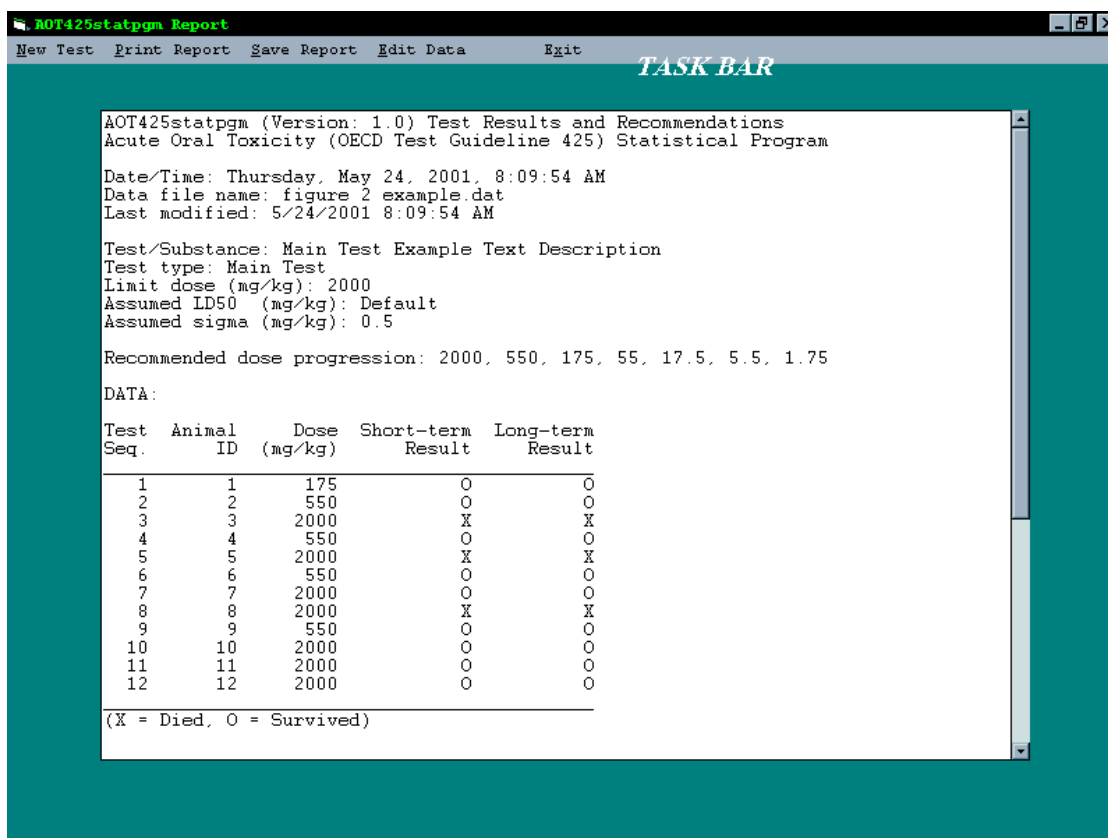 AOT425statpgm Report
New Test Print Report Save Report Edit Data Exit
TASK BAR
AOT425statpgm (Version: 1.0) Test Results and Recommendations
Acute Oral Toxicity (OECD Test Guideline 425) Statistical Program
Date/Time: Thursday, May 24, 2001, 8:09:54 AM
Data file name: figure 2 example.dat
Last modified: 5/24/2001 8:09:54 AM
Test/Substance: Main Test Example Text Description
Test type: Main Test
Limit dose (mg/kg): 2000
Assumed LD50 (mg/kg): Default
Assumed sigma (mg/kg): 0.5
Recommended dose progression: 2000, 550, 175, 55, 17.5, 5.5, 1.75
DATA:
Test Animal Dose Short-term Long-term
Seq. ID (mg/kg) Result Result
1 1 175 O O
2 2 550 O O
3 3 2000 X X
4 4 550 O O
5 5 2000 X X
6 6 550 O O
7 7 2000 O O
8 8 2000 X X
9 9 550 O O
10 10 2000 O O
11 11 2000 O O
12 12 2000 O O
(X = Died, O = Survived)